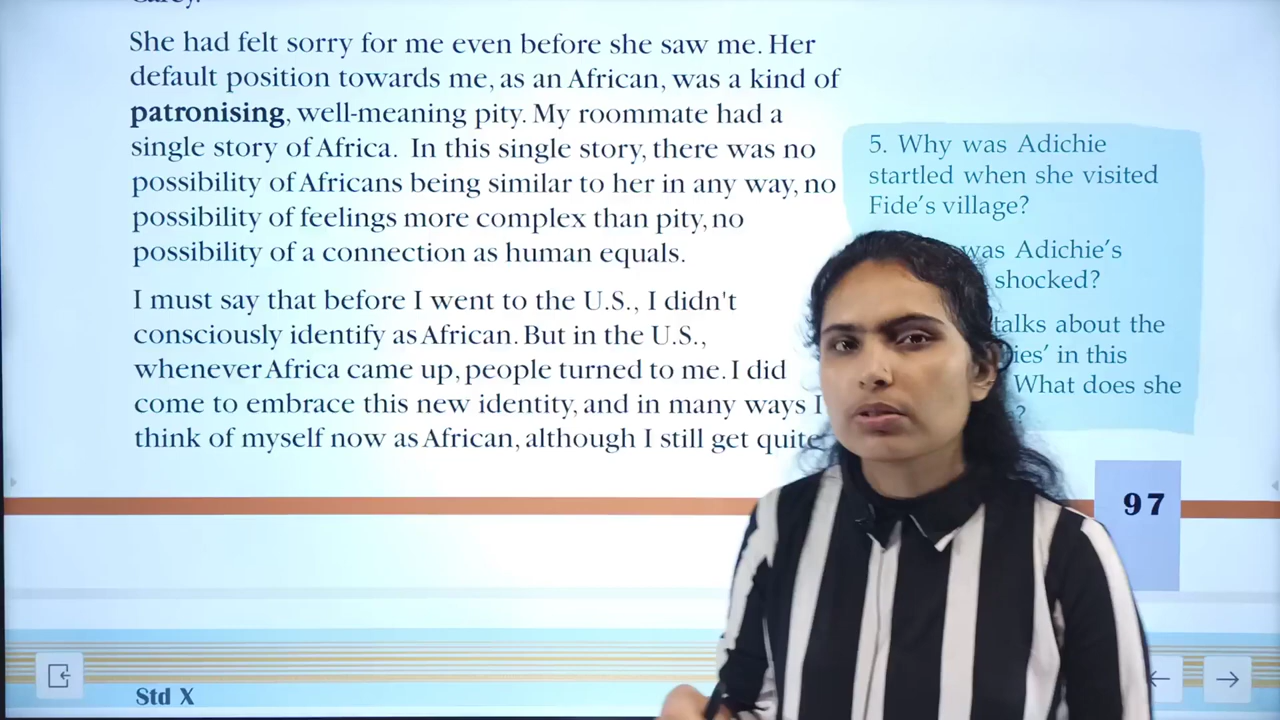 She had felt sorry for me even before she saw me. Her
default position towards me, as an African, was a kind of
patronising, well-meaning pity. My roommate had a
single story of Africa. In this single story, there was no
possibility of Africans being similar to her in any way, no
possibility of feelings more complex than pity, no
possibility of a connection as human equals.
I must say that before I went to the U.S., I didn't
consciously identify as African. But in the U.S.,
whenever Africa came up, people turned to me. I did
come to embrace this new identity, and in many ways I
think of myself now as African, although I still get quite
5. Why was Adichie
startled when she visited
Fide's village?
was Adichie's
shocked?
talks about the
in this
What does she
97
Std X